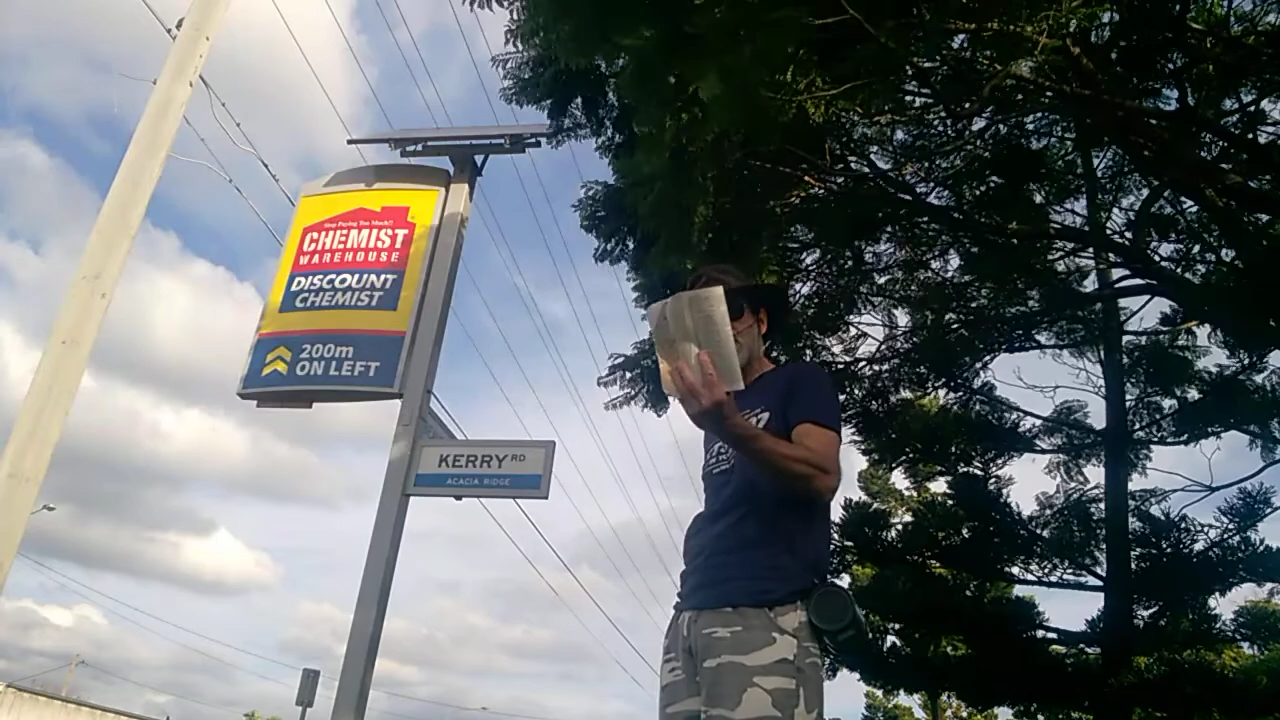 Stop Paying Too Much!!
CHEMIST
WAREHOUSE
DISCOUNT
CHEMIST
200m
ON LEFT
KERRY RD
ACACIA RIDGE